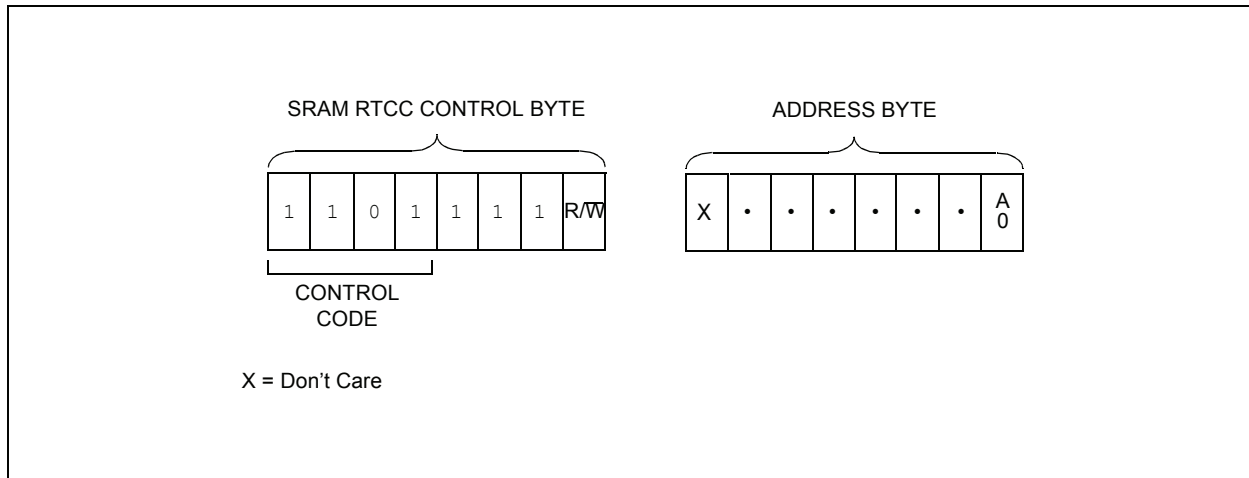 SRAM RTCC CONTROL BYTE
ADDRESS BYTE
1 1 0 1 1 1 1 R/W̅
X • • • • • • A0
CONTROL
CODE
X = Don’t Care